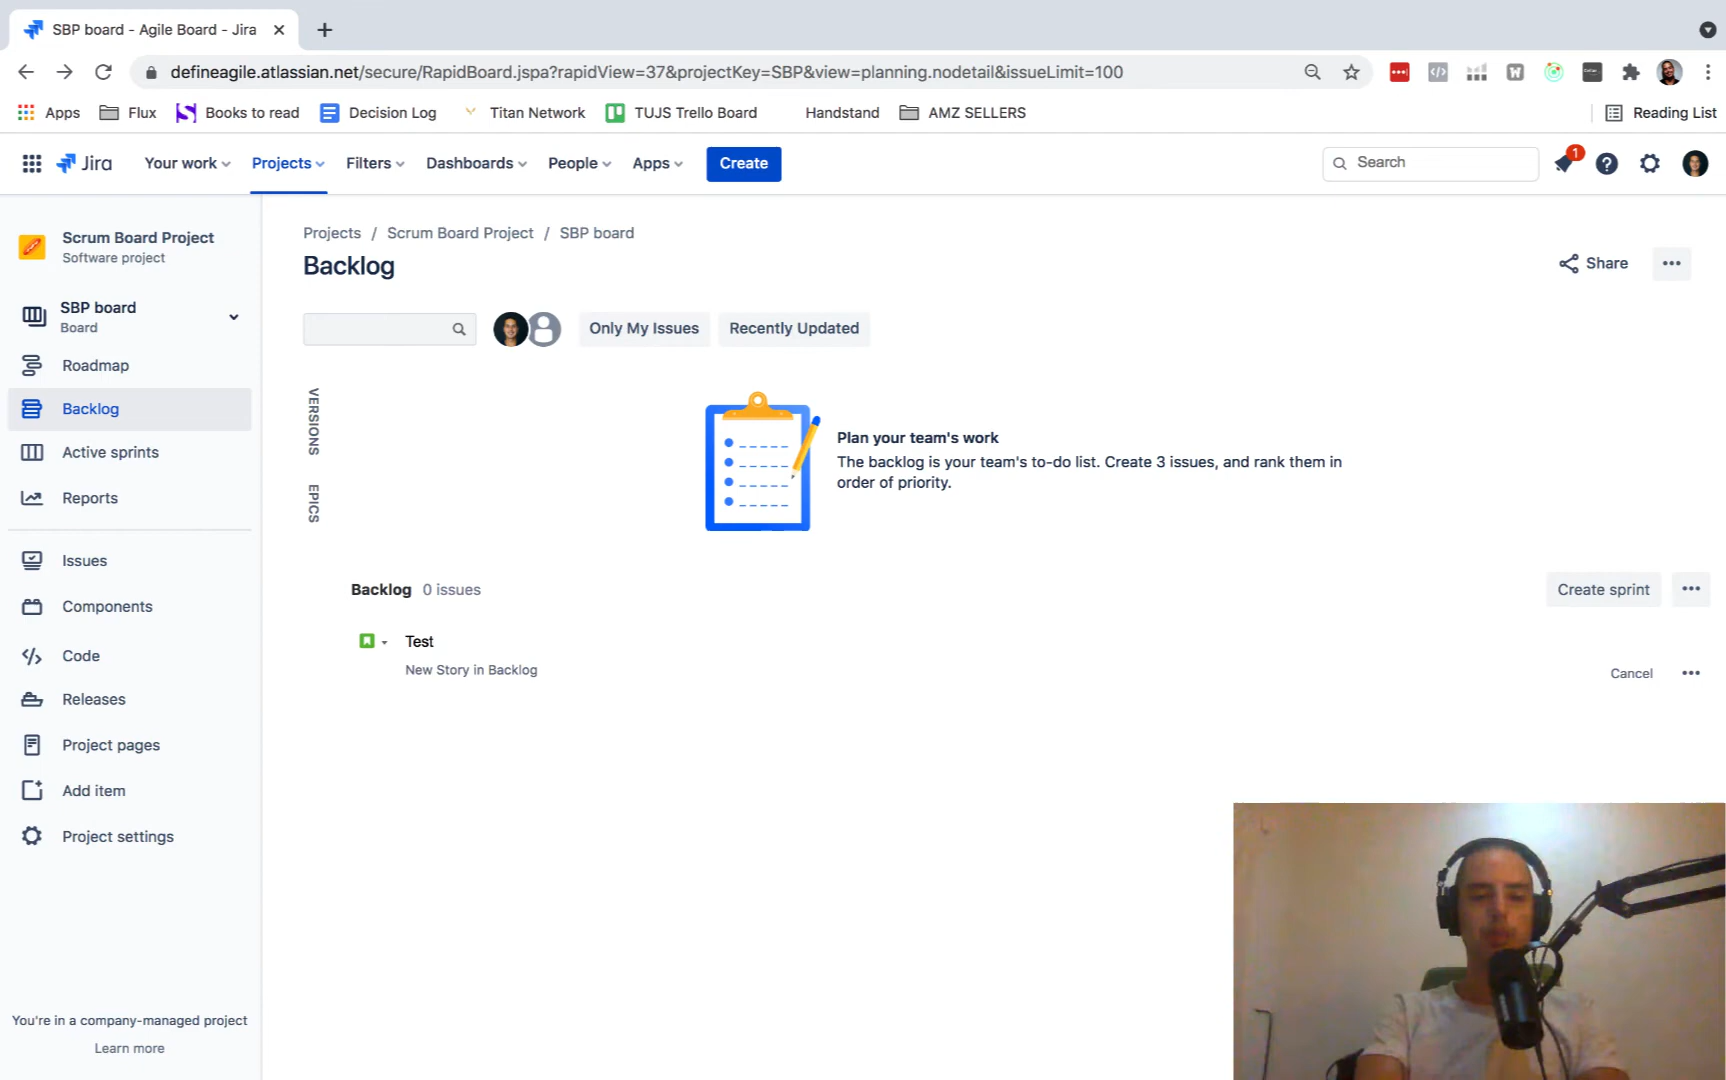 SBP board - Agile Board - Jira
defineagile.atlassian.net/secure/RapidBoard.jspa?rapidView=37&projectKey=SBP&view=planning.nodetail&issueLimit=100
Apps Flux Books to read Decision Log Titan Network TUJS Trello Board Handstand AMZ SELLERS Reading List
Jira Your work Projects Filters Dashboards People Apps Create Search 1
Scrum Board Project
Software project
SBP board
Board
Roadmap
Backlog
Active sprints
Reports
Issues
Components
Code
Releases
Project pages
Add item
Project settings
You're in a company-managed project
Learn more
Projects / Scrum Board Project / SBP board
Backlog
Share
Only My Issues Recently Updated
VERSIONS
EPICS
Plan your team's work
The backlog is your team's to-do list. Create 3 issues, and rank them in
order of priority.
Backlog 0 issues
Create sprint
Test
New Story in Backlog
Cancel